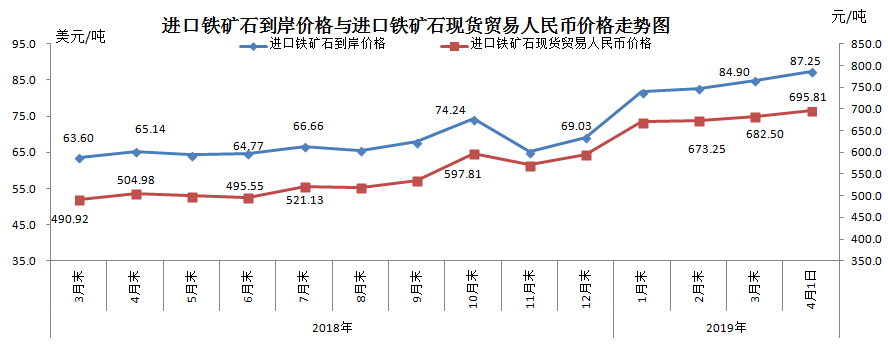 进口铁矿石到岸价格与进口铁矿石现货贸易人民币价格走势图
美元/吨
元/吨
进口铁矿石到岸价格 进口铁矿石现货贸易人民币价格
95.0
85.0
75.0
65.0
55.0
45.0
35.0
850.0
800.0
750.0
700.0
650.0
600.0
550.0
500.0
450.0
400.0
350.0
63.60
65.14
64.77
66.66
74.24
69.03
84.90
87.25
490.92
504.98
495.55
521.13
597.81
673.25
682.50
695.81
3月末
4月末
5月末
6月末
7月末
8月末
9月末
10月末
11月末
12月末
1月末
2月末
3月末
4月1日
2018年
2019年